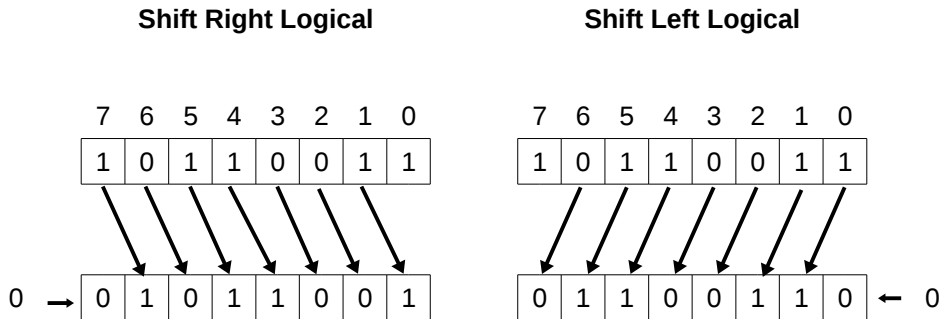 Shift Right Logical
7 6 5 4 3 2 1 0
1 0 1 1 0 0 1 1
0 0 1 0 1 1 0 0 1
Shift Left Logical
7 6 5 4 3 2 1 0
1 0 1 1 0 0 1 1
0 1 1 0 0 1 1 0 0